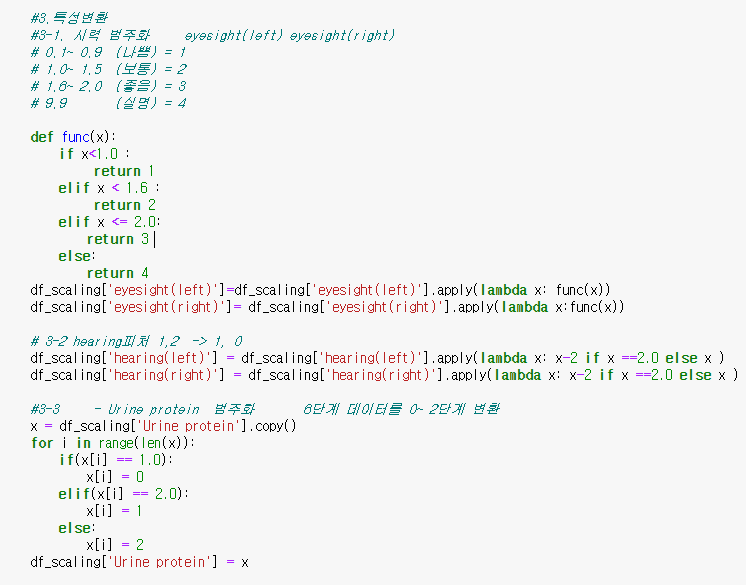 #3.특성변환
#3-1. 시력 범주화     eyesight(left) eyesight(right)
# 0.1~ 0.9  (나쁨) = 1
# 1.0~ 1.5  (보통) = 2
# 1.6~ 2.0  (좋음) = 3
# 9.9       (실명) = 4
def func(x):
    if x<1.0 :
         return 1
    elif x < 1.6 :
         return 2
    elif x <= 2.0:
        return 3
    else:
        return 4
df_scaling['eyesight(left)']=df_scaling['eyesight(left)'].apply(lambda x: func(x))
df_scaling['eyesight(right)']= df_scaling['eyesight(right)'].apply(lambda x:func(x))
# 3-2 hearing피처 1,2  -> 1, 0
df_scaling['hearing(left)'] = df_scaling['hearing(left)'].apply(lambda x: x-2 if x ==2.0 else x )
df_scaling['hearing(right)'] = df_scaling['hearing(right)'].apply(lambda x: x-2 if x ==2.0 else x )
#3-3     - Urine protein  범주화       6단계 데이터를 0~ 2단계 변환
x = df_scaling['Urine protein'].copy()
for i in range(len(x)):
    if(x[i] == 1.0):
        x[i] = 0
    elif(x[i] == 2.0):
        x[i] = 1
    else:
        x[i] = 2
df_scaling['Urine protein'] = x